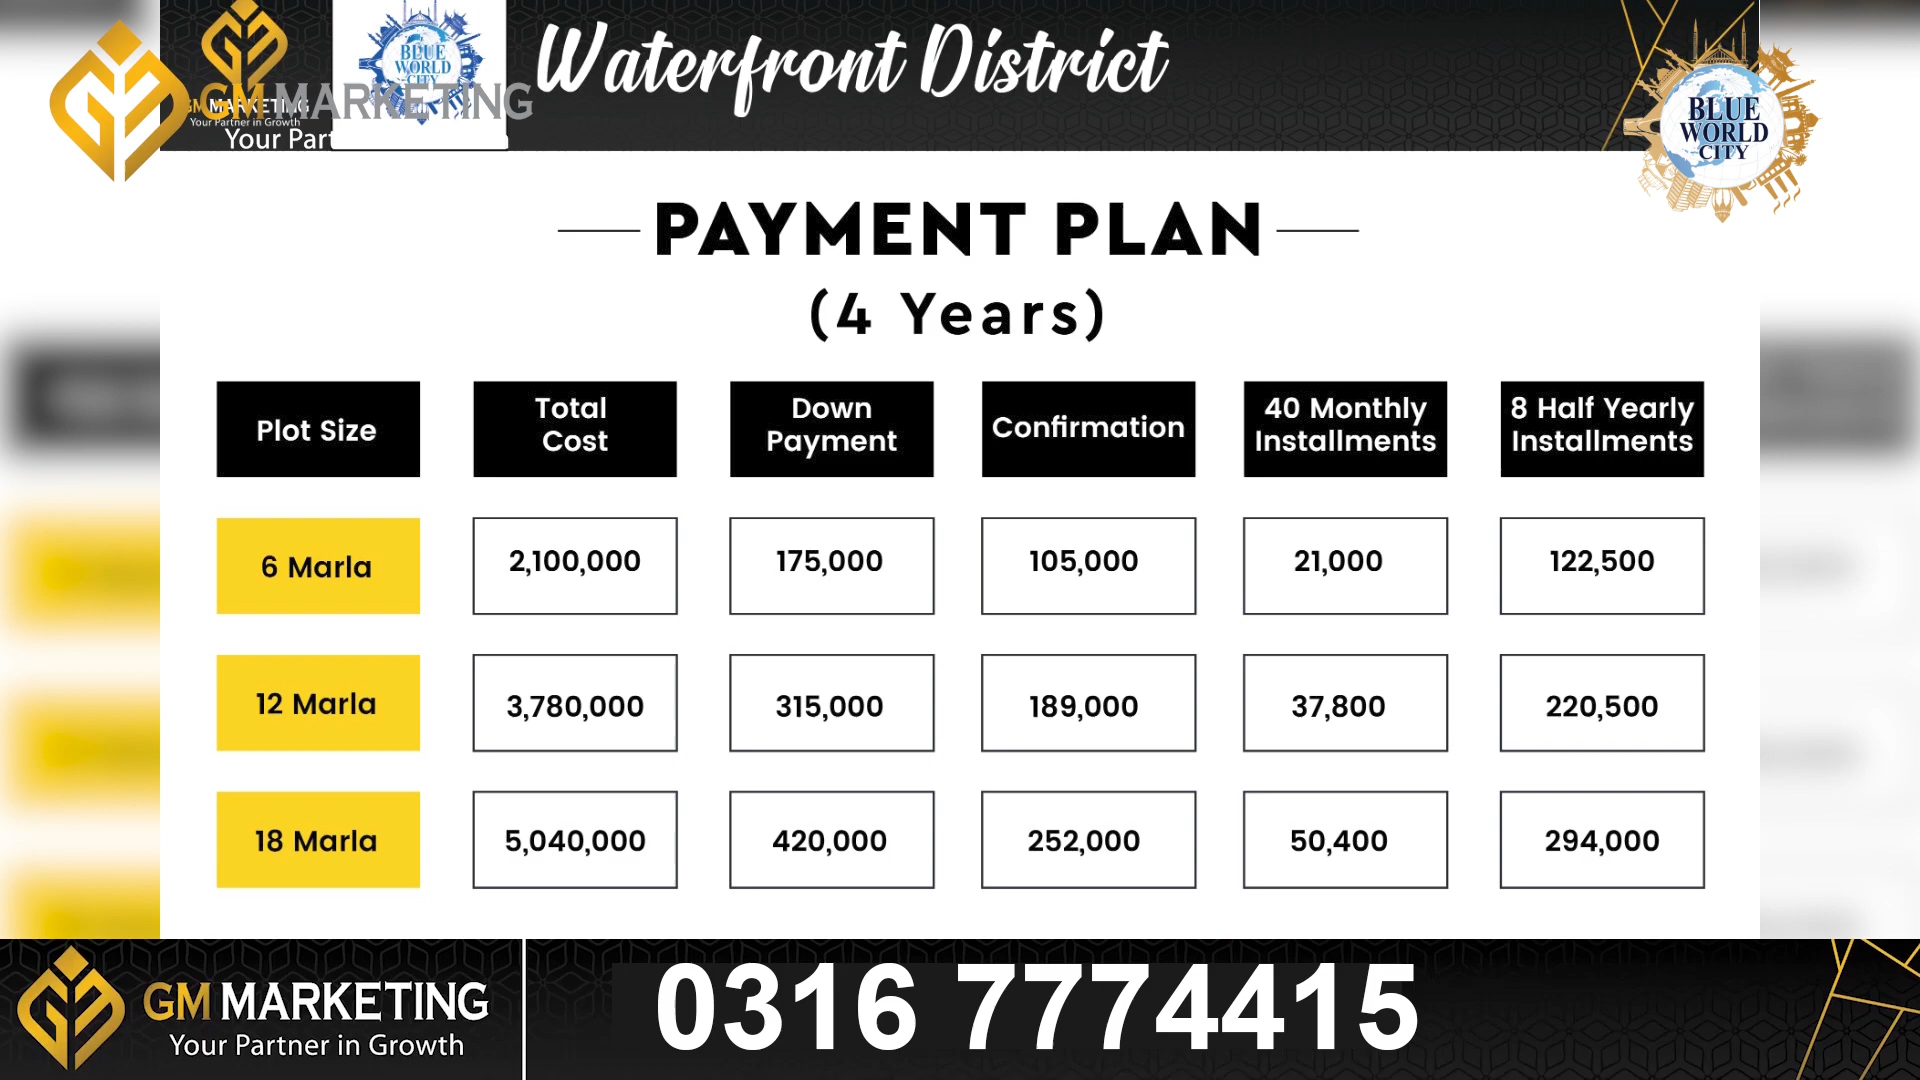 BLUE
WORLD
CITY
Waterfront District
GM MARKETING
GM MARKETING
Your Partner in Growth
Your Part
BLUE
WORLD
CITY
PAYMENT PLAN
(4 Years)
Plot Size
Total
Cost
Down
Payment
Confirmation
40 Monthly
Installments
8 Half Yearly
Installments
6 Marla
2,100,000
175,000
105,000
21,000
122,500
12 Marla
3,780,000
315,000
189,000
37,800
220,500
18 Marla
5,040,000
420,000
252,000
50,400
294,000
GM MARKETING
Your Partner in Growth
0316 7774415